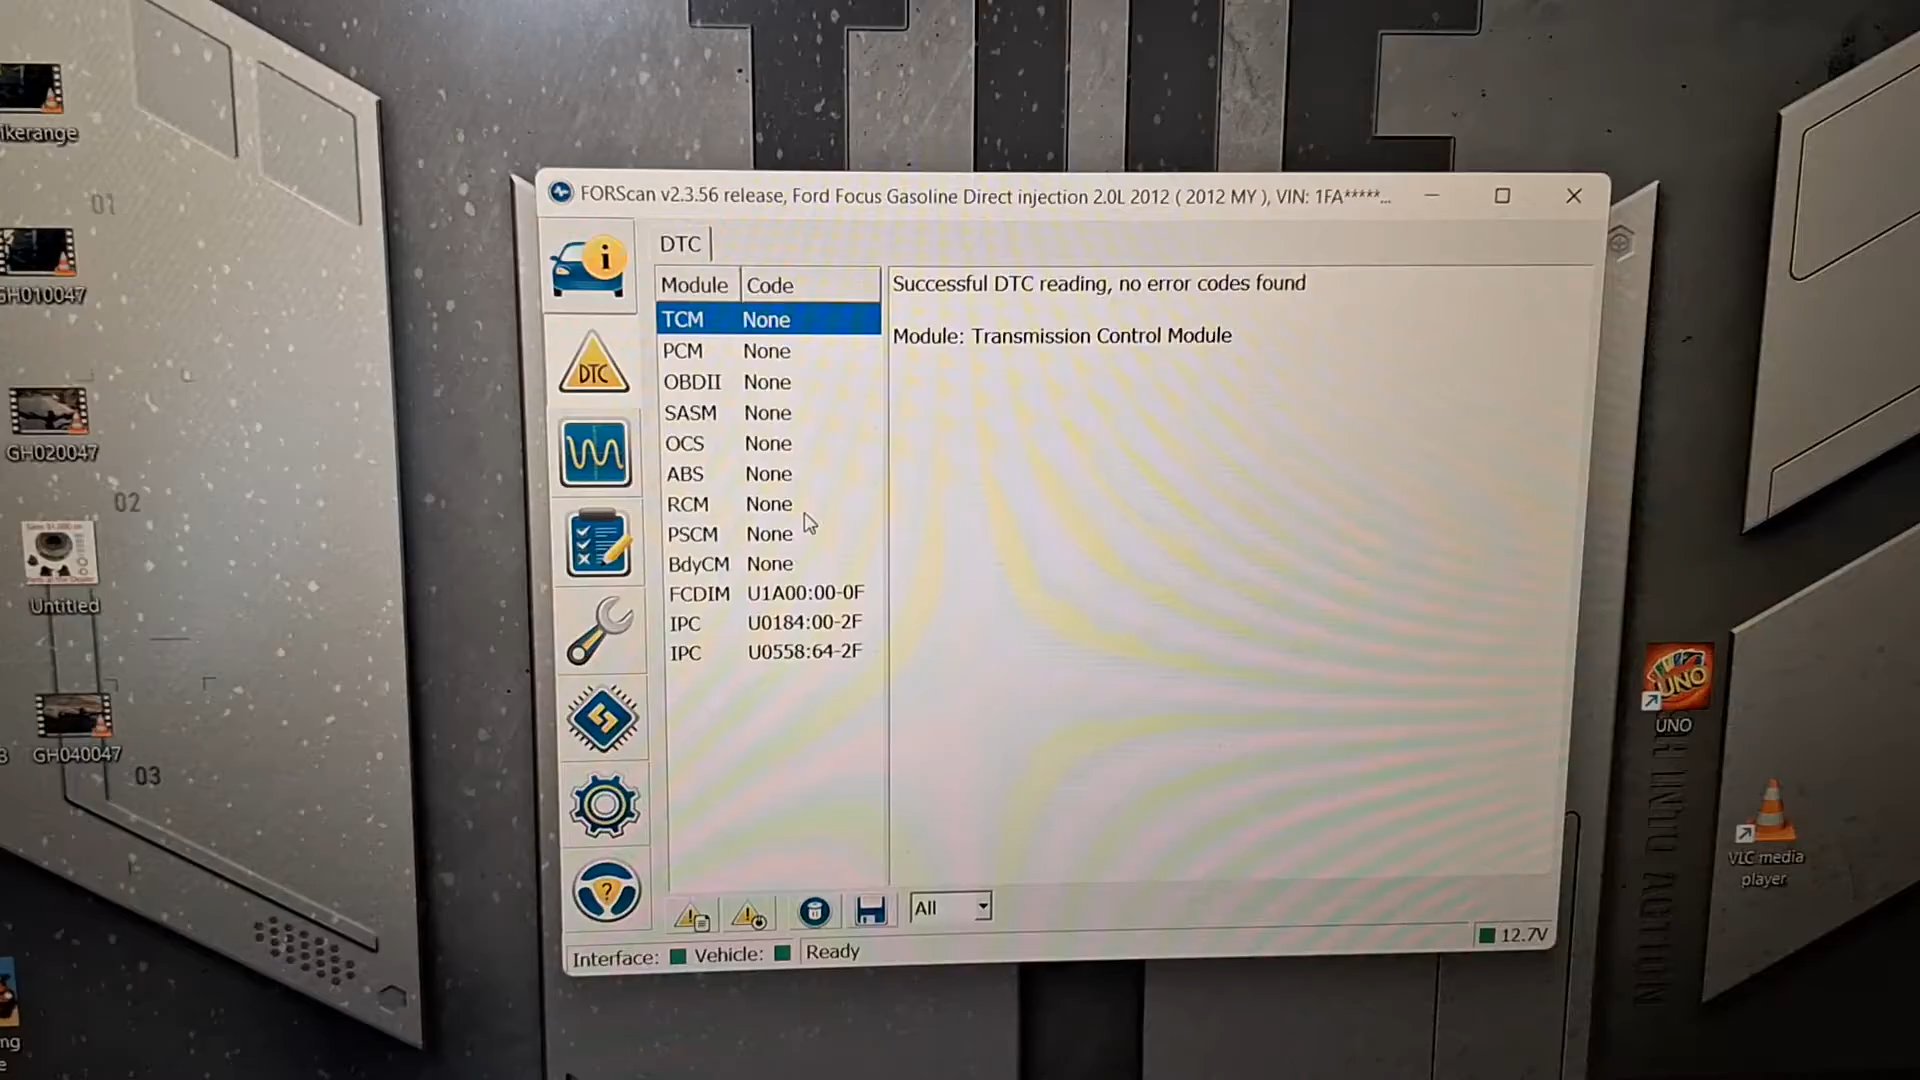 FORScan v2.3.56 release, Ford Focus Gasoline Direct injection 2.0L 2012 ( 2012 MY ), VIN: 1FA*****...
DTC
Module Code
TCM None
PCM None
OBDII None
SASM None
OCS None
ABS None
RCM None
PSCM None
BdyCM None
FCDIM U1A00:00-0F
IPC U0184:00-2F
IPC U0558:64-2F
Successful DTC reading, no error codes found
Module: Transmission Control Module
i
DTC
?
All
Interface: Vehicle: Ready
12.7V
ikerange
01
GH010047
GH020047
02
Untitled
GH040047
03
UNO
UNO
VLC media
player